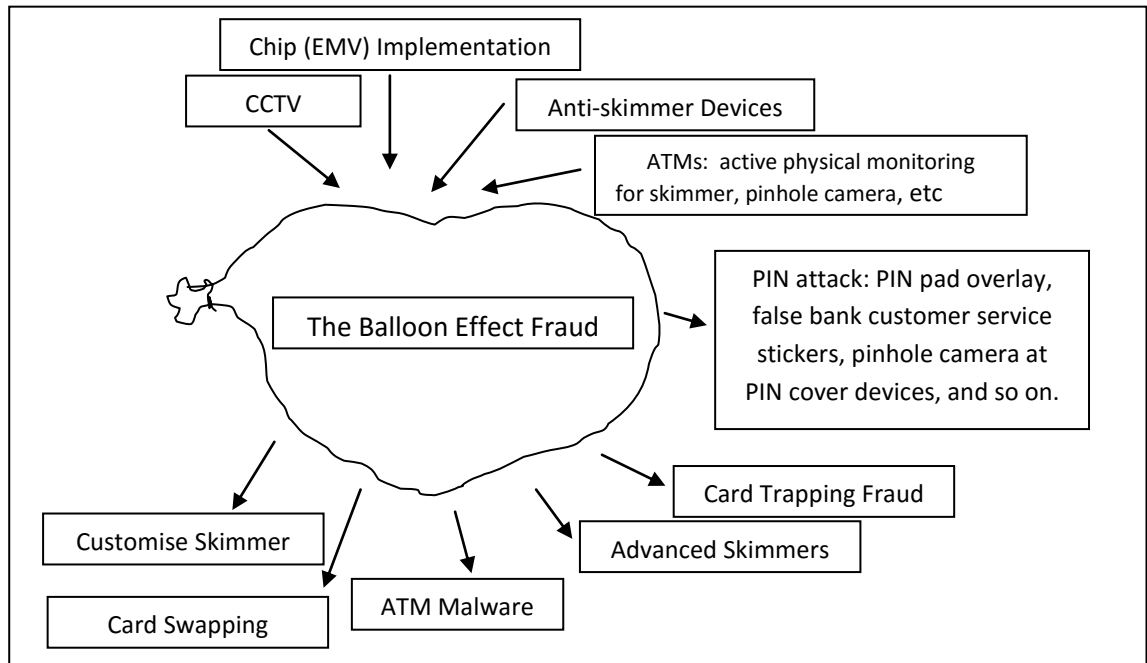 Chip (EMV) Implementation
CCTV
Anti-skimmer Devices
ATMs: active physical monitoring
for skimmer, pinhole camera, etc
The Balloon Effect Fraud
PIN attack: PIN pad overlay,
false bank customer service
stickers, pinhole camera at
PIN cover devices, and so on.
Card Trapping Fraud
Customise Skimmer
Advanced Skimmers
ATM Malware
Card Swapping